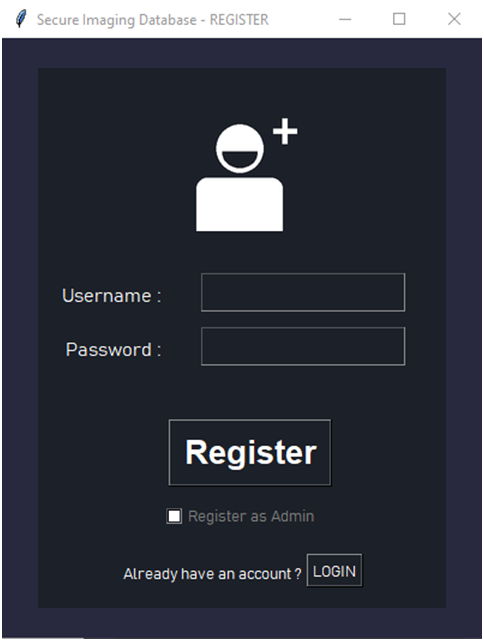 Secure Imaging Database - REGISTER
Username :
Password :
Register
Register as Admin
Already have an account ? LOGIN